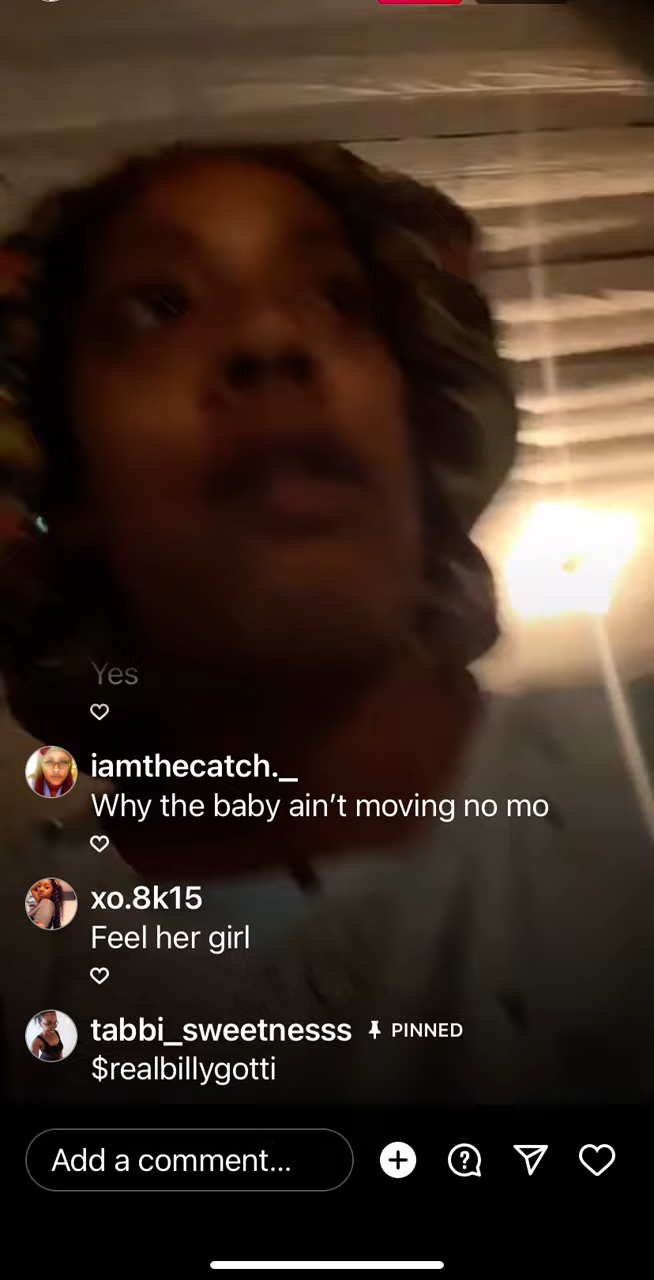 Yes
iamthecatch._
Why the baby ain't moving no mo
xo.8k15
Feel her girl
tabbi_sweetnesss PINNED
$realbillygotti
Add a comment...